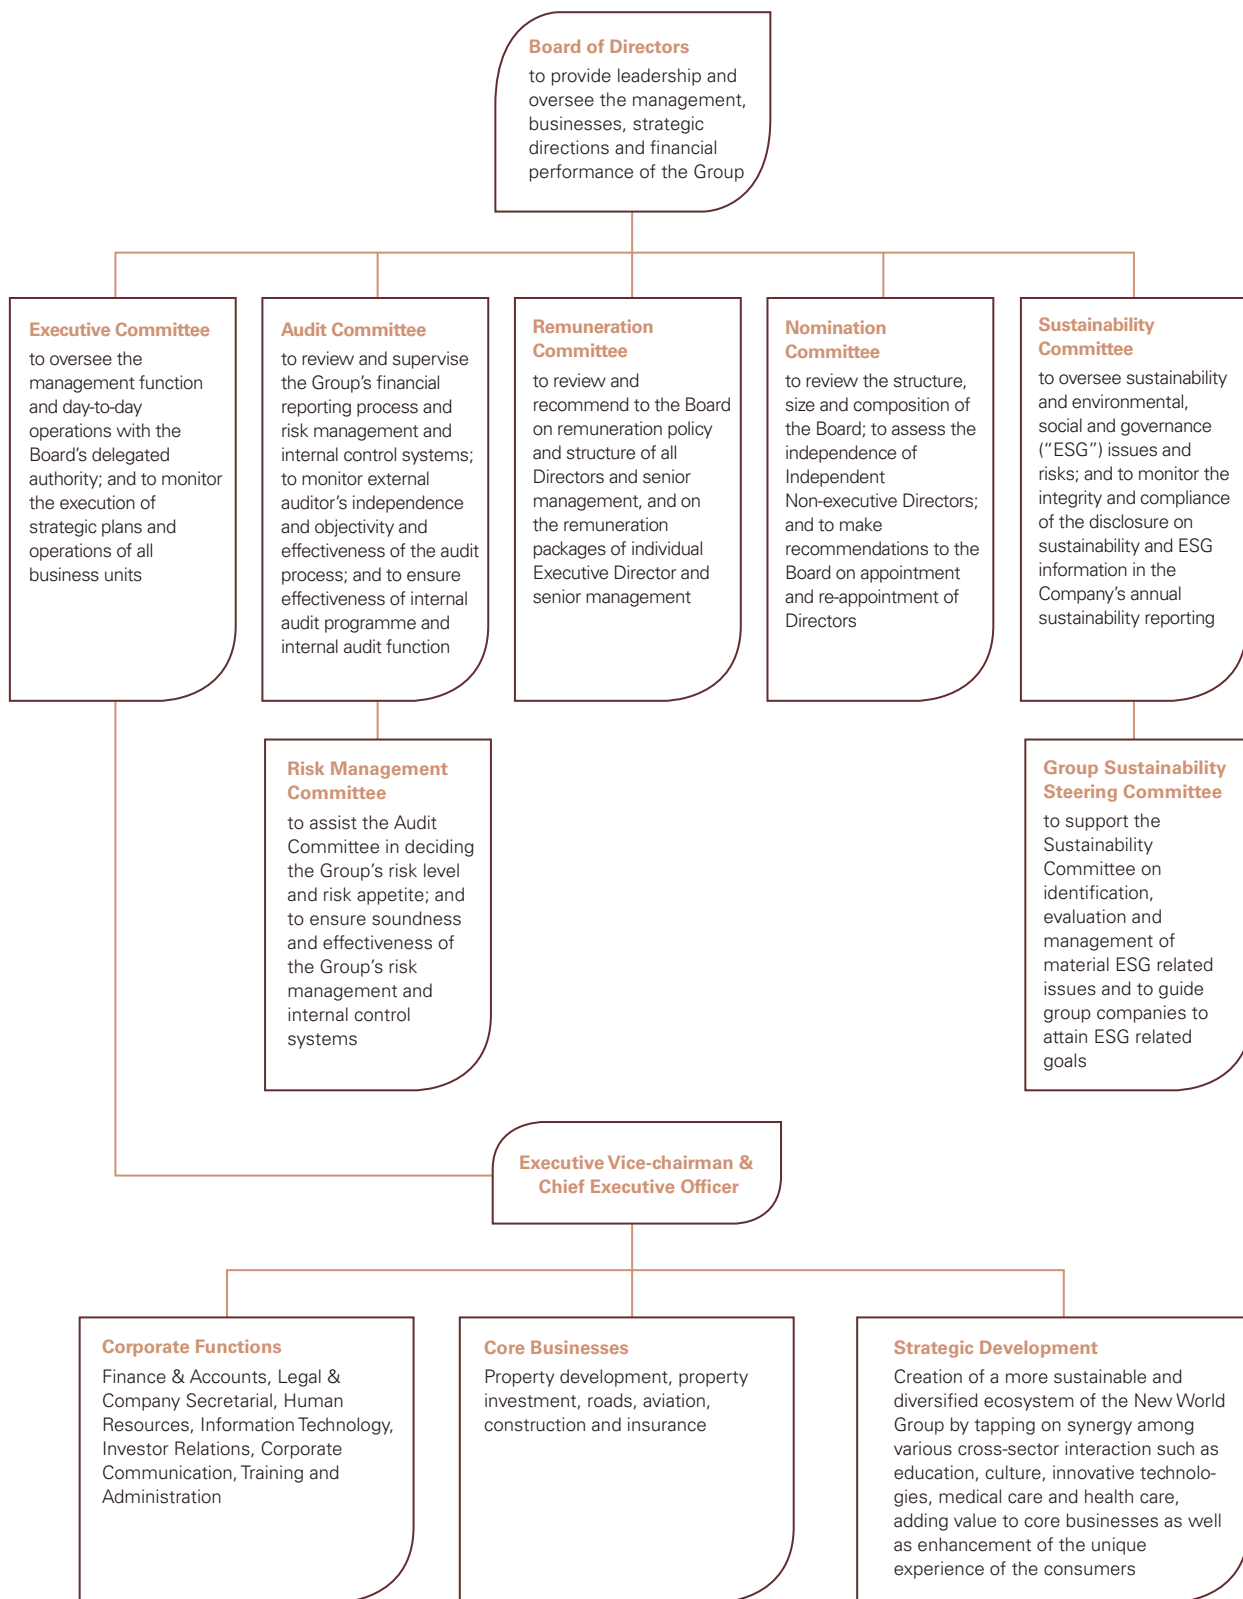 Board of Directors
to provide leadership and
oversee the management,
businesses, strategic
directions and financial
performance of the Group
Executive Committee
to oversee the
management function
and day-to-day
operations with the
Board's delegated
authority; and to monitor
the execution of
strategic plans and
operations of all
business units
Audit Committee
to review and supervise
the Group's financial
reporting process and
risk management and
internal control systems;
to monitor external
auditor's independence
and objectivity and
effectiveness of the audit
process; and to ensure
effectiveness of internal
audit programme and
internal audit function
Remuneration
Committee
to review and
recommend to the Board
on remuneration policy
and structure of all
Directors and senior
management, and on
the remuneration
packages of individual
Executive Director and
senior management
Nomination
Committee
to review the structure,
size and composition of
the Board; to assess the
independence of
Independent
Non-executive Directors;
and to make
recommendations to the
Board on appointment
and re-appointment of
Directors
Sustainability
Committee
to oversee sustainability
and environmental,
social and governance
("ESG") issues and
risks; and to monitor the
integrity and compliance
of the disclosure on
sustainability and ESG
information in the
Company's annual
sustainability reporting
Risk Management
Committee
to assist the Audit
Committee in deciding
the Group's risk level
and risk appetite; and
to ensure soundness
and effectiveness of
the Group's risk
management and
internal control
systems
Group Sustainability
Steering Committee
to support the
Sustainability
Committee on
identification,
evaluation and
management of
material ESG related
issues and to guide
group companies to
attain ESG related
goals
Executive Vice-chairman &
Chief Executive Officer
Corporate Functions
Finance & Accounts, Legal &
Company Secretarial, Human
Resources, Information Technology,
Investor Relations, Corporate
Communication, Training and
Administration
Core Businesses
Property development, property
investment, roads, aviation,
construction and insurance
Strategic Development
Creation of a more sustainable and
diversified ecosystem of the New World
Group by tapping on synergy among
various cross-sector interaction such as
education, culture, innovative technolo-
gies, medical care and health care,
adding value to core businesses as well
as enhancement of the unique
experience of the consumers